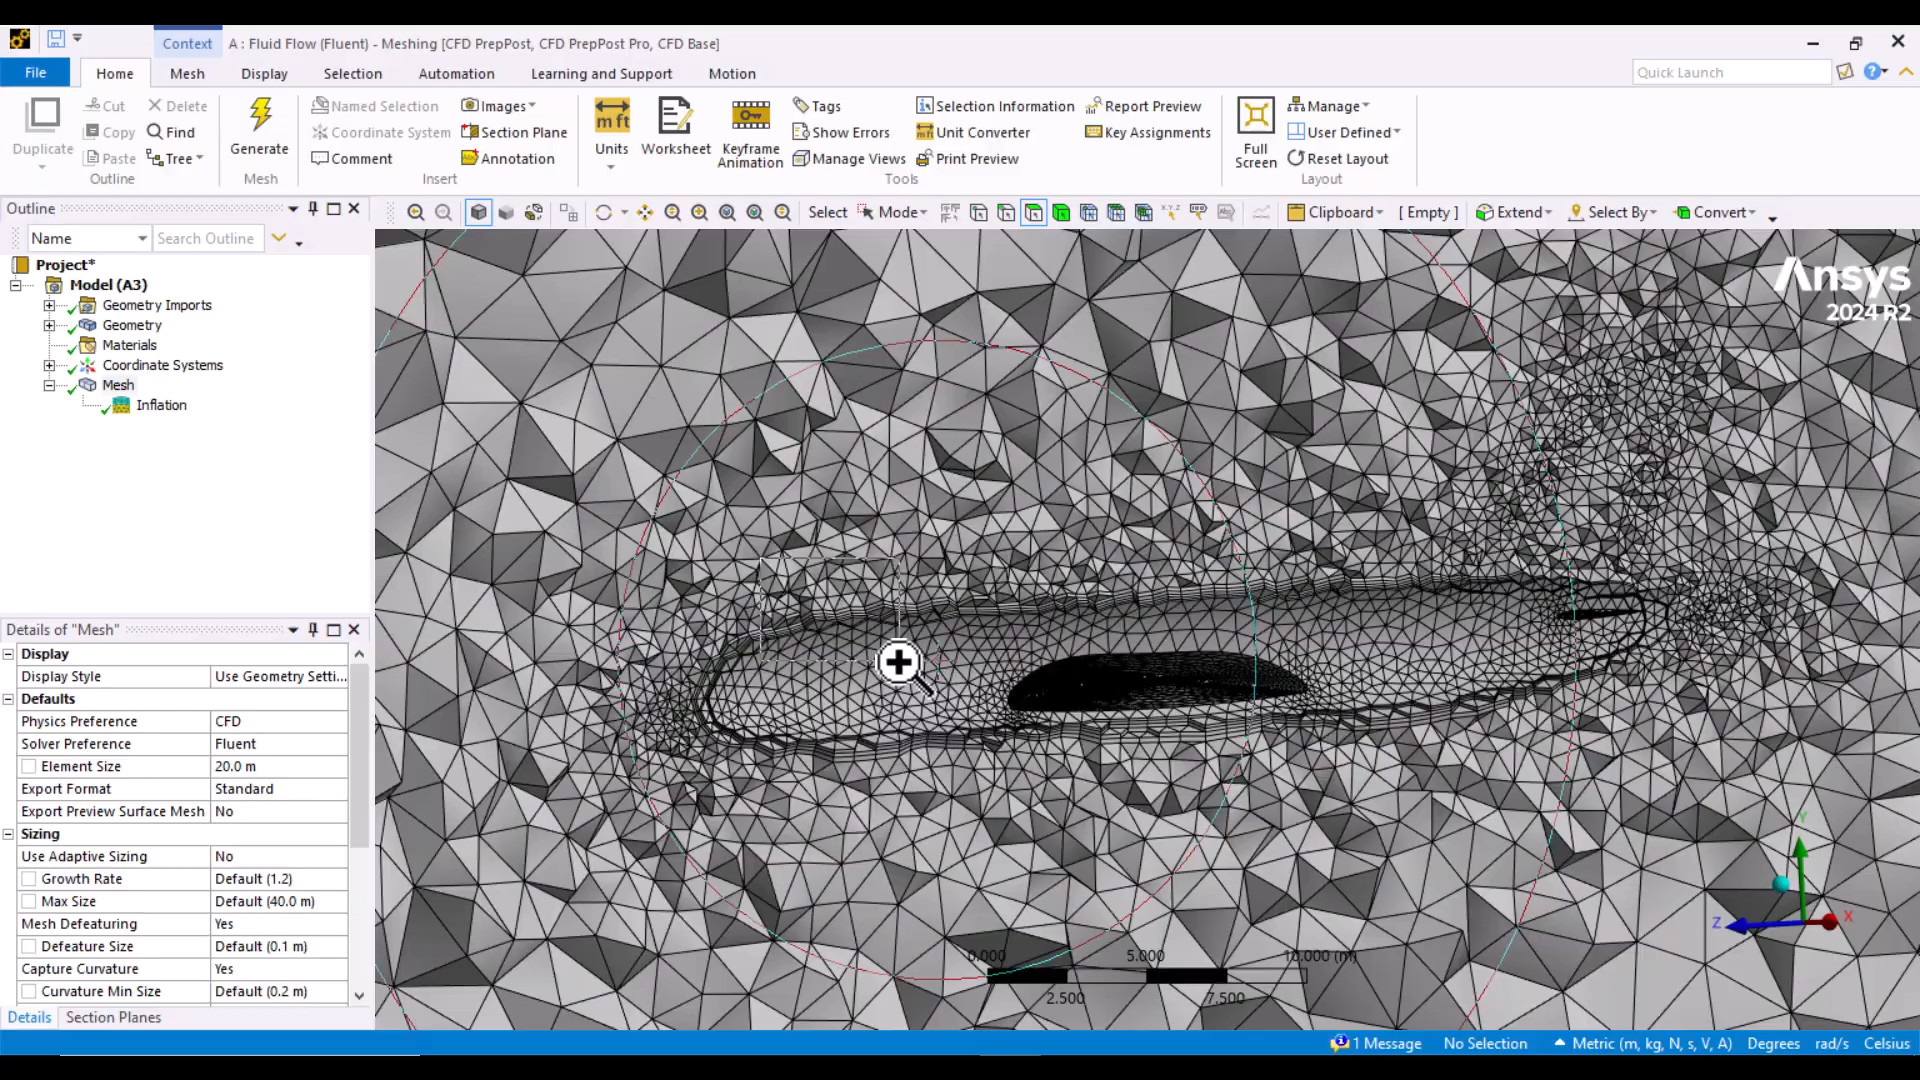 Context
A : Fluid Flow (Fluent) - Meshing [CFD PrepPost, CFD PrepPost Pro, CFD Base]
File Home Mesh Display Selection Automation Learning and Support Motion
Quick Launch
Duplicate
Cut
Copy
Paste
Delete
Find
Tree
Outline
Generate
Mesh
Named Selection
Coordinate System
Comment
Images
Section Plane
Annotation
Insert
m ft
Units
Worksheet
Keyframe
Animation
Tags
Show Errors
Manage Views
Selection Information
Unit Converter
Print Preview
Report Preview
Key Assignments
Tools
Full
Screen
Manage
User Defined
Reset Layout
Layout
Outline
Name Search Outline
Select Mode Clipboard [ Empty ] Extend Select By Convert
Project*
Model (A3)
Geometry Imports
Geometry
Materials
Coordinate Systems
Mesh
Inflation
Ansys
2024 R2
Details of "Mesh"
Display
Display Style Use Geometry Setti...
Defaults
Physics Preference CFD
Solver Preference Fluent
Element Size 20.0 m
Export Format Standard
Export Preview Surface Mesh No
Sizing
Use Adaptive Sizing No
Growth Rate Default (1.2)
Max Size Default (40.0 m)
Mesh Defeaturing Yes
Defeature Size Default (0.1 m)
Capture Curvature Yes
Curvature Min Size Default (0.2 m)
Y
Z
X
0.000 5.000 10.000 (m)
2.500 7.500
Details Section Planes
1 Message No Selection Metric (m, kg, N, s, V, A) Degrees rad/s Celsius